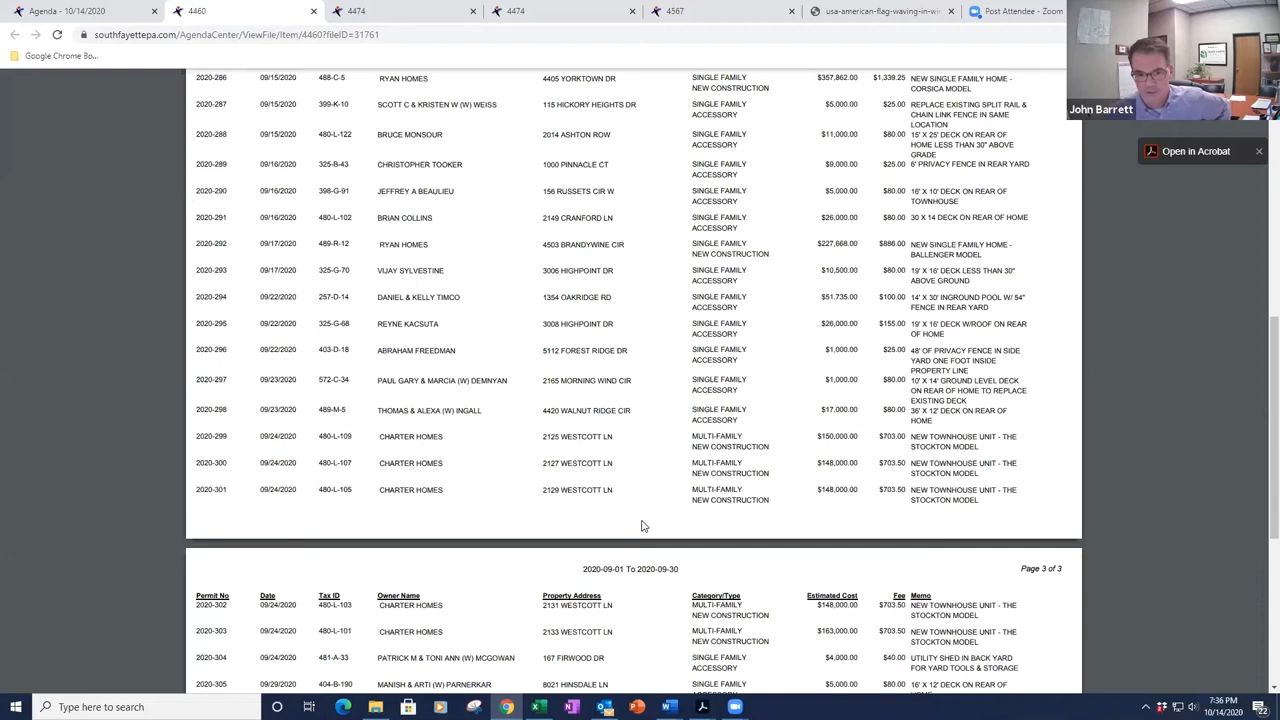 Agenda - 10/14/2020
4460
4474
4474
4567
usa-american-flag-waving-in-w
Post Attendee - Zoom
southfayettepa.org/AgendaCenter/ViewFile/Item/4460?fileID=31761
Google Chrome Bo...
John Barrett
Open in Acrobat
2020-286 09/15/2020 488-C-5 RYAN HOMES 4405 YORKTOWN DR SINGLE FAMILY $357,862.00 $1,339.25 NEW SINGLE FAMILY HOME -
NEW CONSTRUCTION CORSICA MODEL
2020-287 09/15/2020 399-K-10 SCOTT C & KRISTEN W (W) WEISS 115 HICKORY HEIGHTS DR SINGLE FAMILY $5,000.00 $25.00 REPLACE EXISTING SPLIT RAIL &
ACCESSORY CHAIN LINK FENCE IN SAME
LOCATION
2020-288 09/15/2020 480-L-122 BRUCE MONSOUR 2014 ASHTON ROW SINGLE FAMILY $11,000.00 $80.00 15' X 25' DECK ON REAR OF
ACCESSORY HOME LESS THAN 30" ABOVE
GRADE
2020-289 09/16/2020 325-B-43 CHRISTOPHER TOOKER 1000 PINNACLE CT SINGLE FAMILY $9,000.00 $25.00 6' PRIVACY FENCE IN REAR YARD
ACCESSORY
2020-290 09/16/2020 398-G-91 JEFFREY A BEAULIEU 156 RUSSETS CIR W SINGLE FAMILY $5,000.00 $80.00 16' X 10' DECK ON REAR OF
ACCESSORY TOWNHOUSE
2020-291 09/16/2020 480-L-102 BRIAN COLLINS 2149 CRANFORD LN SINGLE FAMILY $26,000.00 $80.00 30 X 14 DECK ON REAR OF HOME
ACCESSORY
2020-292 09/17/2020 489-R-12 RYAN HOMES 4503 BRANDYWINE CIR SINGLE FAMILY $227,668.00 $886.00 NEW SINGLE FAMILY HOME -
NEW CONSTRUCTION BALLENGER MODEL
2020-293 09/17/2020 325-G-70 VIJAY SYLVESTINE 3006 HIGHPOINT DR SINGLE FAMILY $10,500.00 $80.00 19' X 16' DECK LESS THAN 30"
ACCESSORY ABOVE GROUND
2020-294 09/22/2020 257-D-14 DANIEL & KELLY TIMCO 1354 OAKRIDGE RD SINGLE FAMILY $51,735.00 $100.00 14' X 30' INGROUND POOL W/ 54"
ACCESSORY FENCE IN REAR YARD
2020-295 09/22/2020 325-G-68 REYNE KACSUTA 3008 HIGHPOINT DR SINGLE FAMILY $26,000.00 $155.00 19' X 16' DECK W/ROOF ON REAR
ACCESSORY OF HOME
2020-296 09/22/2020 403-D-18 ABRAHAM FREEDMAN 5112 FOREST RIDGE DR SINGLE FAMILY $1,000.00 $25.00 48' OF PRIVACY FENCE IN SIDE
ACCESSORY YARD ONE FOOT INSIDE
PROPERTY LINE
2020-297 09/23/2020 572-C-34 PAUL GARY & MARCIA (W) DEMNYAN 2165 MORNING WIND CIR SINGLE FAMILY $1,000.00 $80.00 10' X 14' GROUND LEVEL DECK
ACCESSORY ON REAR OF HOME TO REPLACE
EXISTING DECK
2020-298 09/23/2020 489-M-5 THOMAS & ALEXA (W) INGALL 4420 WALNUT RIDGE CIR SINGLE FAMILY $17,000.00 $80.00 36' X 12' DECK ON REAR OF
ACCESSORY HOME
2020-299 09/24/2020 480-L-109 CHARTER HOMES 2125 WESTCOTT LN MULTI-FAMILY $150,000.00 $703.00 NEW TOWNHOUSE UNIT - THE
NEW CONSTRUCTION STOCKTON MODEL
2020-300 09/24/2020 480-L-107 CHARTER HOMES 2127 WESTCOTT LN MULTI-FAMILY $148,000.00 $703.50 NEW TOWNHOUSE UNIT - THE
NEW CONSTRUCTION STOCKTON MODEL
2020-301 09/24/2020 480-L-105 CHARTER HOMES 2129 WESTCOTT LN MULTI-FAMILY $148,000.00 $703.50 NEW TOWNHOUSE UNIT - THE
NEW CONSTRUCTION STOCKTON MODEL
2020-09-01 To 2020-09-30 Page 3 of 3
Permit No Date Tax ID Owner Name Property Address Category/Type Estimated Cost Fee Memo
2020-302 09/24/2020 480-L-103 CHARTER HOMES 2131 WESTCOTT LN MULTI-FAMILY $148,000.00 $703.50 NEW TOWNHOUSE UNIT - THE
NEW CONSTRUCTION STOCKTON MODEL
2020-303 09/24/2020 480-L-101 CHARTER HOMES 2133 WESTCOTT LN MULTI-FAMILY $163,000.00 $703.50 NEW TOWNHOUSE UNIT - THE
NEW CONSTRUCTION STOCKTON MODEL
2020-304 09/24/2020 481-A-33 PATRICK M & TONI ANN (W) MCGOWAN 167 FIRWOOD DR SINGLE FAMILY $4,000.00 $40.00 UTILITY SHED IN BACK YARD
ACCESSORY FOR YARD TOOLS & STORAGE
2020-305 09/29/2020 404-B-190 MANISH & ARTI (W) PARNERKAR 8021 HINSDALE LN SINGLE FAMILY $5,000.00 $80.00 16' X 12' DECK ON REAR OF
Type here to search
7:36 PM
10/14/2020
22